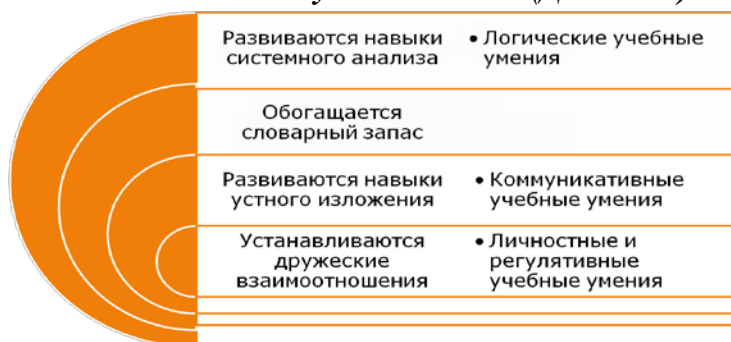 Развиваются навыки
системного анализа
• Логические учебные
умения
Обогащается
словарный запас
Развиваются навыки
устного изложения
• Коммуникативные
учебные умения
Устанавливаются
дружеские
взаимоотношения
• Личностные и
регулятивные
учебные умения